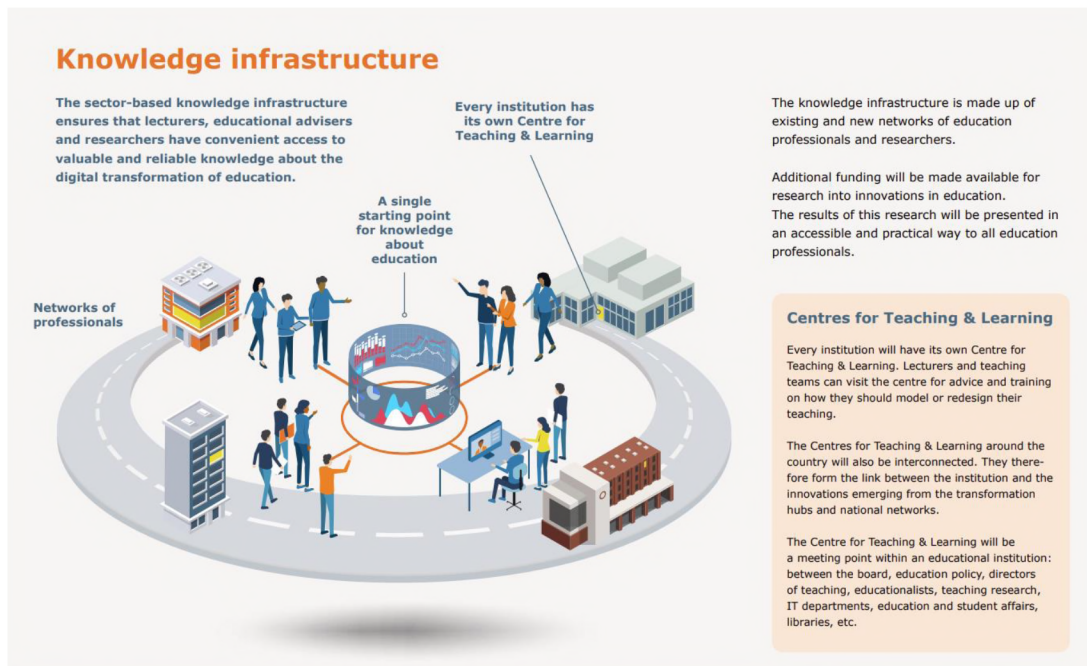 Knowledge infrastructure
The sector-based knowledge infrastructure
ensures that lecturers, educational advisers
and researchers have convenient access to
valuable and reliable knowledge about the
digital transformation of education.
Every institution has
its own Centre for
Teaching & Learning
A single
starting point
for knowledge
about
education
Networks of
professionals
The knowledge infrastructure is made up of
existing and new networks of education
professionals and researchers.
Additional funding will be made available for
research into innovations in education.
The results of this research will be presented in
an accessible and practical way to all education
professionals.
Centres for Teaching & Learning
Every institution will have its own Centre for
Teaching & Learning. Lecturers and teaching
teams can visit the centre for advice and training
on how they should model or redesign their
teaching.
The Centres for Teaching & Learning around the
country will also be interconnected. They there-
fore form the link between the institution and the
innovations emerging from the transformation
hubs and national networks.
The Centre for Teaching & Learning will be
a meeting point within an educational institution:
between the board, education policy, directors
of teaching, educationalists, teaching research,
IT departments, education and student affairs,
libraries, etc.